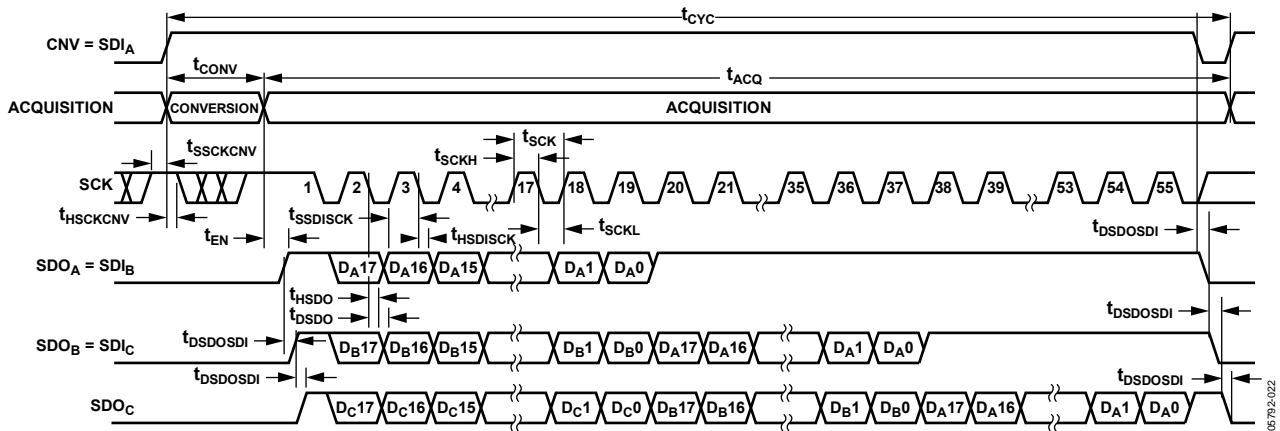 tCYC
CNV = SDIA
tCONV
tACQ
ACQUISITION
CONVERSION
ACQUISITION
tSSCKCNV
tSCK
tSCKH
SCK
1 2 3 4 17 18 19 20 21 35 36 37 38 39 53 54 55
tHSCKCNV
tSSDISCK
tHSDISCK
tSCKL
tEN
tDSDOSDI
SDOA = SDIB
DA17 DA16 DA15 DA1 DA0
tHSDO
tDSDO
tDSDOSDI
tDSDOSDI
SDOB = SDIC
DB17 DB16 DB15 DB1 DB0 DA17 DA16 DA1 DA0
tDSDOSDI
tDSDOSDI
SDOC
DC17 DC16 DC15 DC1 DC0 DB17 DB16 DB1 DB0 DA17 DA16 DA1 DA0
05792-022